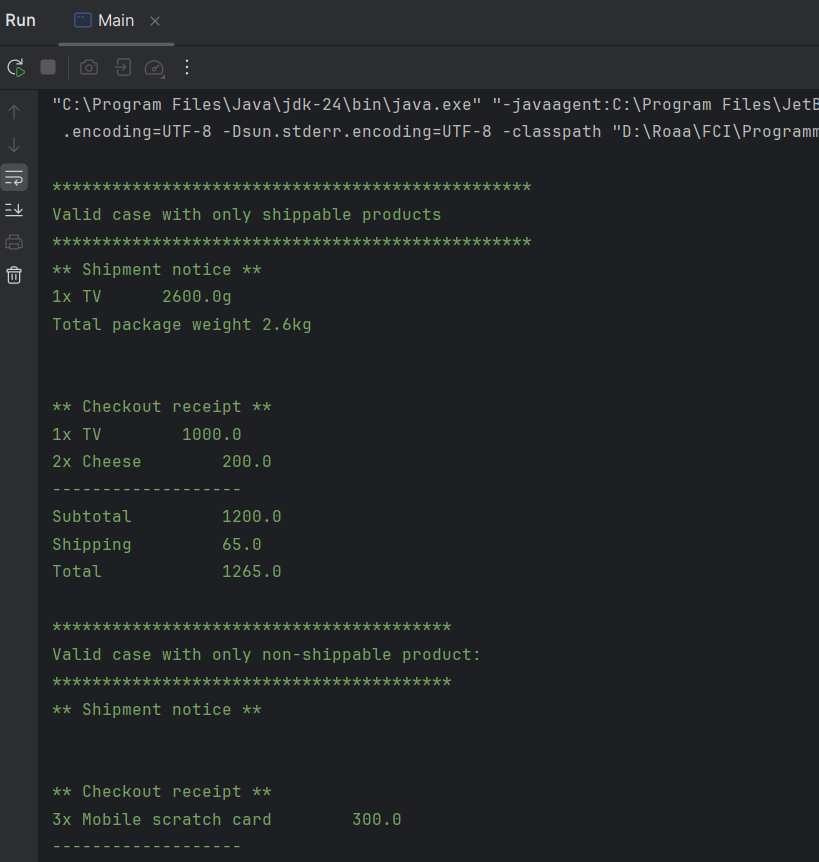 Run Main
"C:\Program Files\Java\jdk-24\bin\java.exe" "-javaagent:C:\Program Files\JetB
.encoding=UTF-8 -Dsun.stderr.encoding=UTF-8 -classpath "D:\Roaa\FCI\Programm
************************************************
Valid case with only shippable products
************************************************
** Shipment notice **
1x TV      2600.0g
Total package weight 2.6kg
** Checkout receipt **
1x TV        1000.0
2x Cheese        200.0
-------------------
Subtotal         1200.0
Shipping         65.0
Total            1265.0
****************************************
Valid case with only non-shippable product:
****************************************
** Shipment notice **
** Checkout receipt **
3x Mobile scratch card        300.0
-------------------